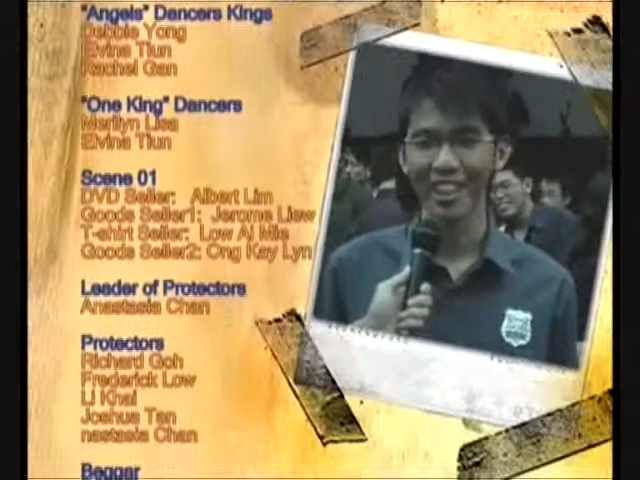 "Angels" Dancers Kings
Debbie Yong
Elvina Tiun
Rachel Gan
"One King" Dancers
Merilyn Lisa
Elvina Tiun
Scene 01
DVD Seller: Albert Lim
Goods Seller1: Jerome Liew
T-shirt Seller: Low Ai Mie
Goods Seller2: Ong Kay Lyn
Leader of Protectors
Anastasia Chan
Protectors
Richard Goh
Frederick Low
Li Khai
Joshua Tan
nastasia Chan
Beggar